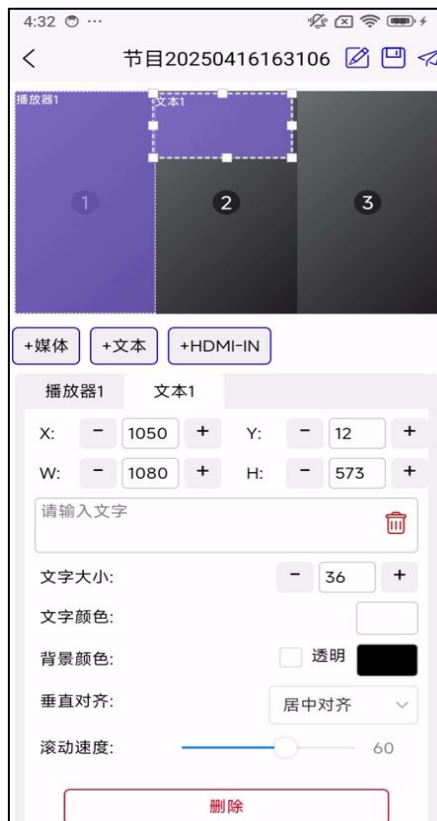 4:32
节目20250416163106
播放器1
文本1
1
2
3
+媒体 +文本 +HDMI-IN
播放器1 文本1
X: - 1050 + Y: - 12 +
W: - 1080 + H: - 573 +
请输入文字
文字大小: - 36 +
文字颜色:
背景颜色: 透明
垂直对齐: 居中对齐
滚动速度: 60
删除